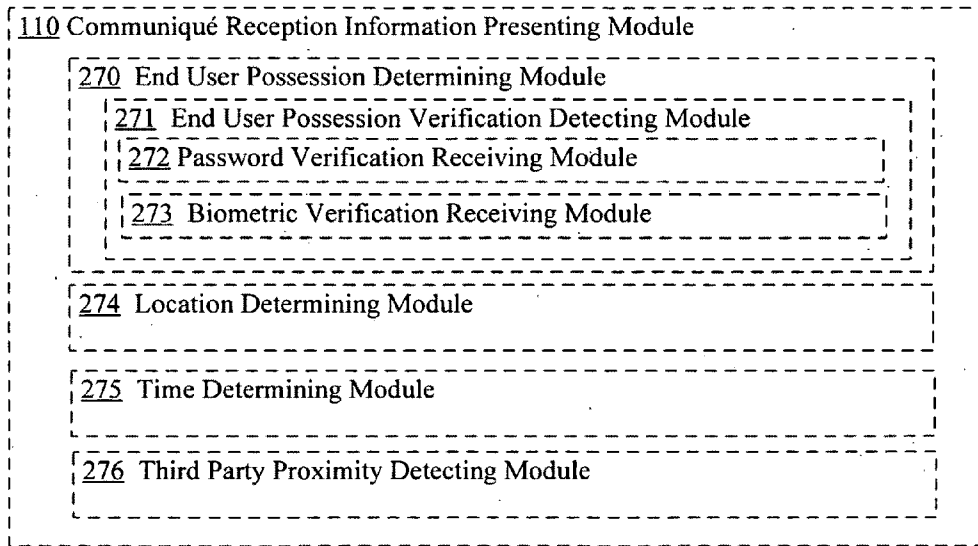 110 Communiqué Reception Information Presenting Module
270 End User Possession Determining Module
271 End User Possession Verification Detecting Module
272 Password Verification Receiving Module
273 Biometric Verification Receiving Module
274 Location Determining Module
275 Time Determining Module
276 Third Party Proximity Detecting Module